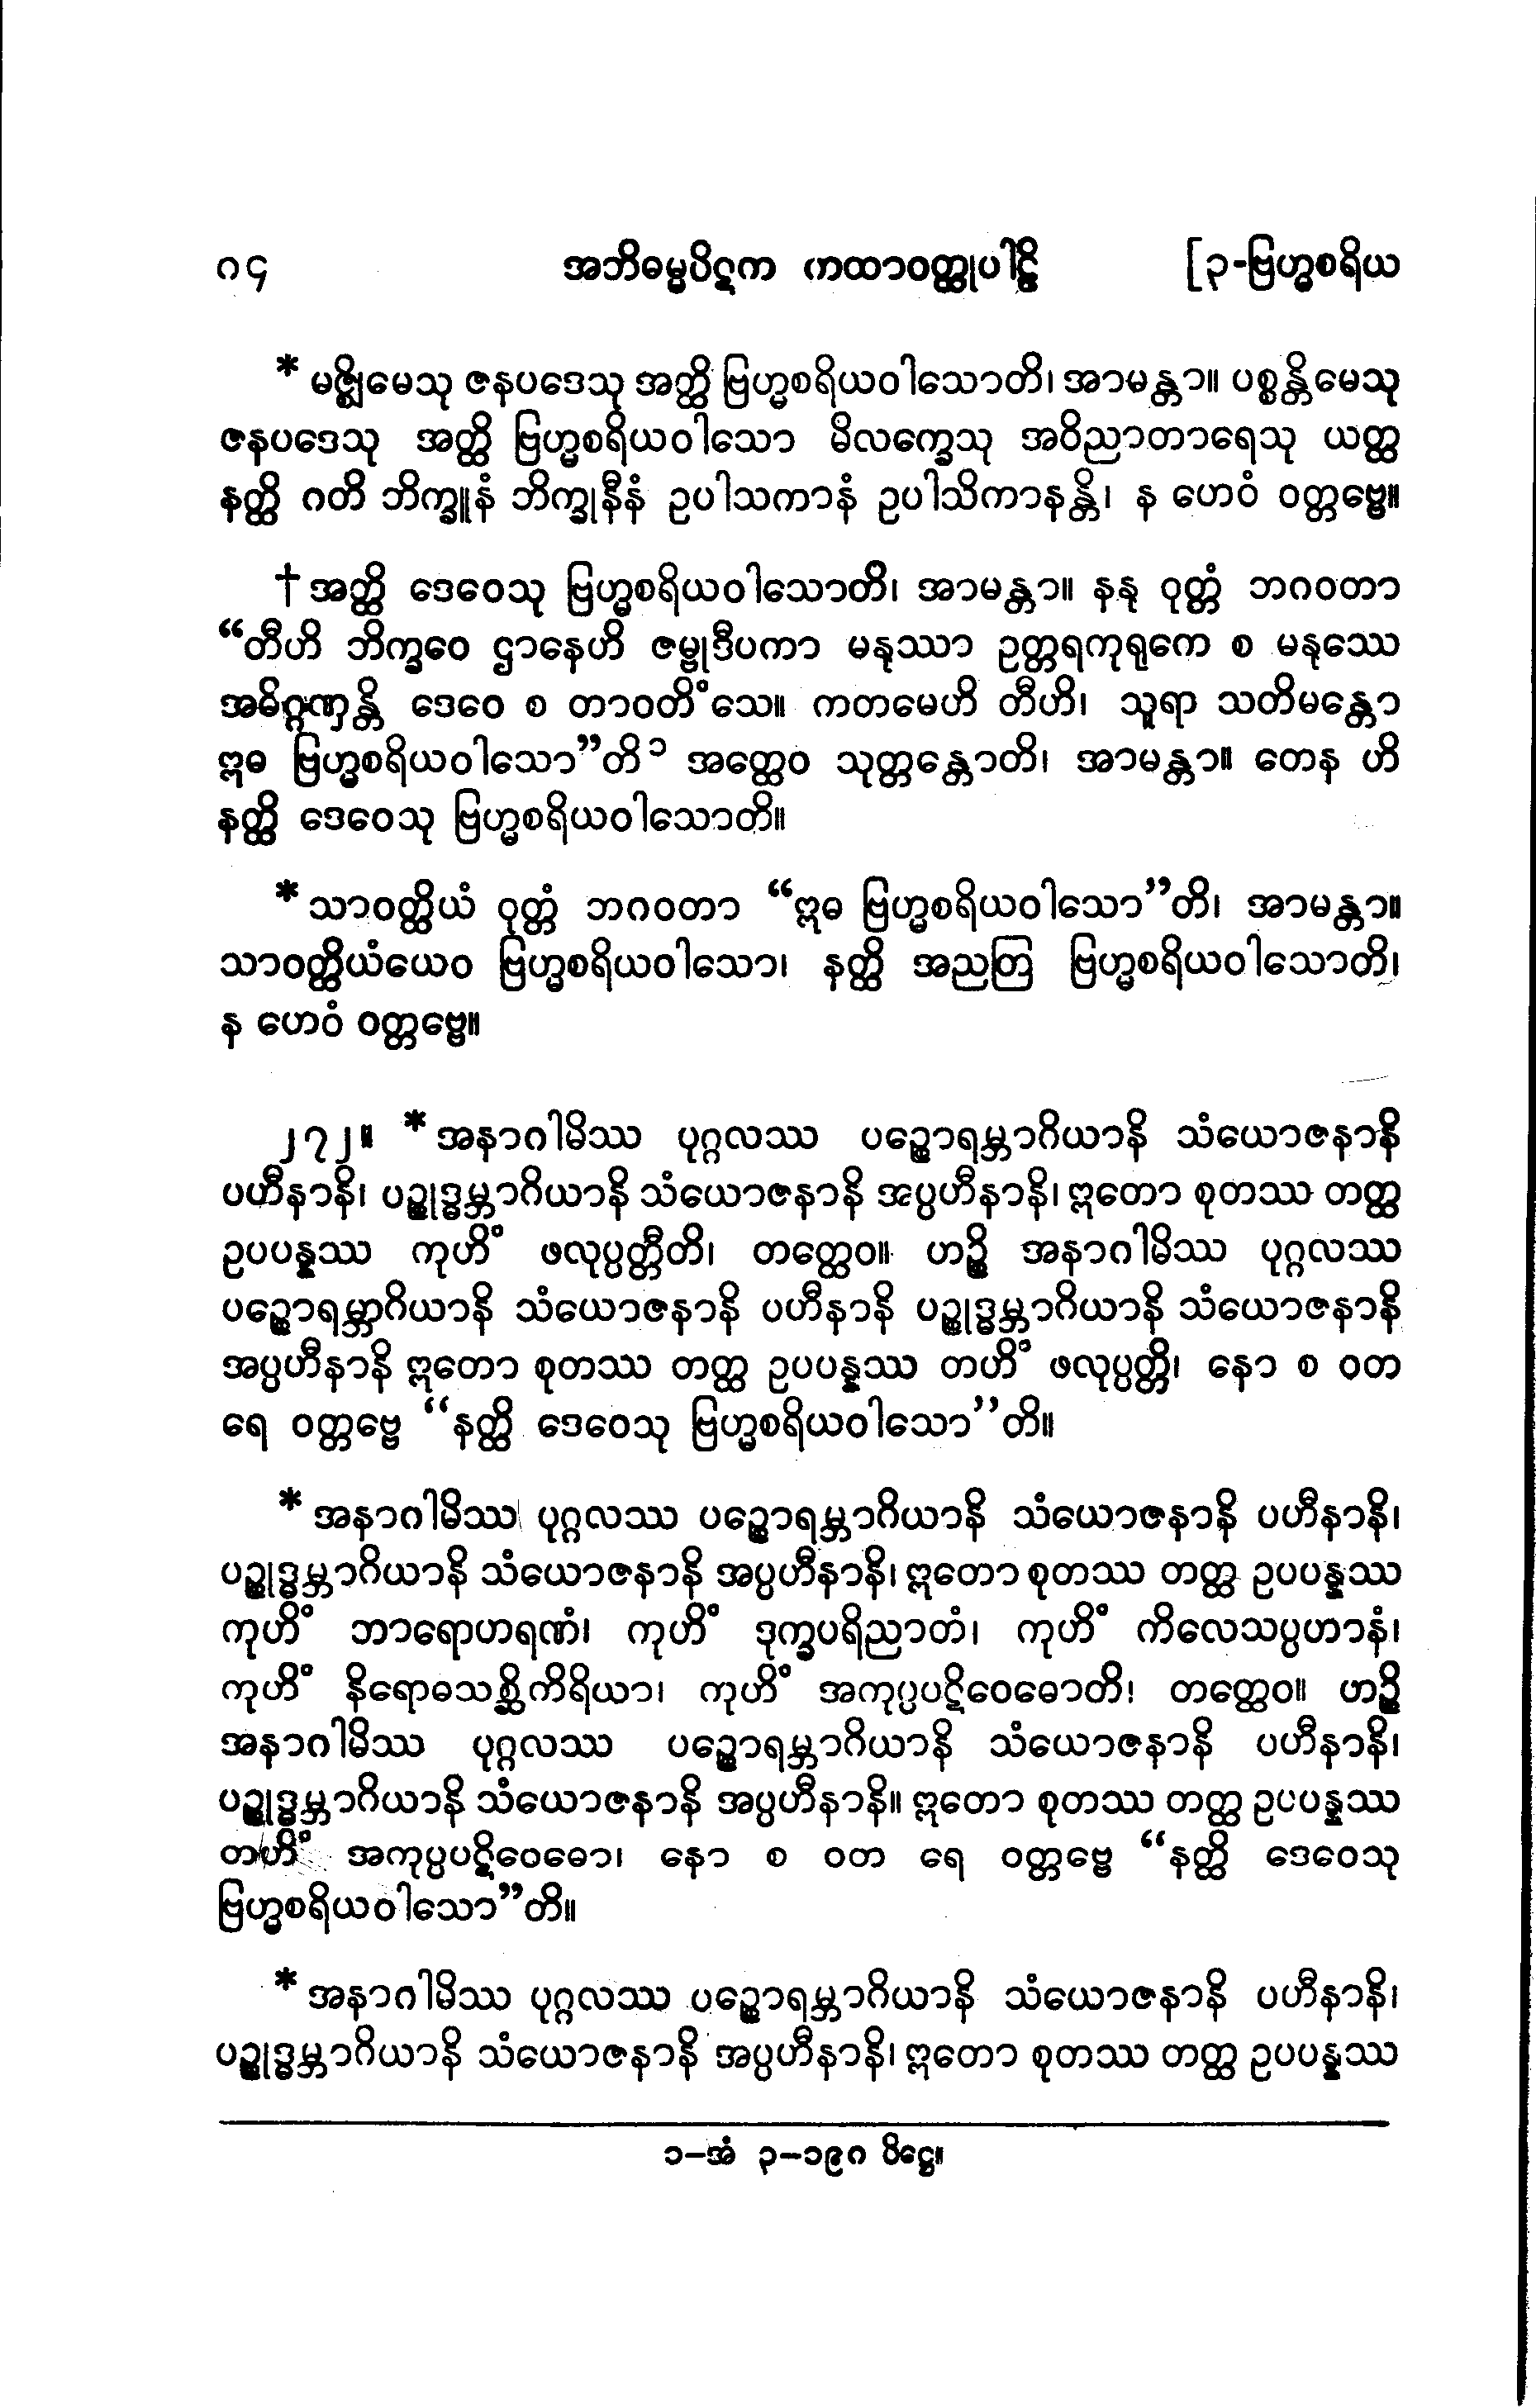 ၈၄ အဘိဓမ္မပိဋက ကထာဝတ္ထုပါဠိ [၃-ဗြဟ္မစရိယ
* မဇ္ဈိမေသု ဇနပဒေသု အတ္ထိ ဗြဟ္မစရိယဝါသောတိ၊ အာမန္တာ။ ပစ္စန္တိမေသု
ဇနပဒေသု အတ္ထိ ဗြဟ္မစရိယဝါသော မိလက္ခေသု အဝိညာတာရေသု ယတ္ထ
နတ္ထိ ဂတိ ဘိက္ခူနံ ဘိက္ခုနီနံ ဥပါသကာနံ ဥပါသိကာနန္တိ၊ န ဟေဝံ ဝတ္တဗ္ဗေ။
† အတ္ထိ ဒေဝေသု ဗြဟ္မစရိယဝါသောတိ၊ အာမန္တာ။ နနု ဝုတ္တံ ဘဂဝတာ
“တီဟိ ဘိက္ခဝေ ဌာနေဟိ ဇမ္ဗုဒီပကာ မနုဿာ ဥတ္တရကုရုကေ စ မနုဿေ
အဓိဂ္ဂဏှန္တိ ဒေဝေ စ တာဝတိံသေ။ ကတမေဟိ တီဟိ၊ သူရာ သတိမန္တော
ဣဓ ဗြဟ္မစရိယဝါသော”တိ ၁ အတ္ထေဝ သုတ္တန္တောတိ၊ အာမန္တာ။ တေန ဟိ
နတ္ထိ ဒေဝေသု ဗြဟ္မစရိယဝါသောတိ။
* သာဝတ္ထိယံ ဝုတ္တံ ဘဂဝတာ “ဣဓ ဗြဟ္မစရိယဝါသော”တိ၊ အာမန္တာ။
သာဝတ္ထိယံယေဝ ဗြဟ္မစရိယဝါသော၊ နတ္ထိ အညတြ ဗြဟ္မစရိယဝါသောတိ၊
န ဟေဝံ ဝတ္တဗ္ဗေ။
၂၇၂။ * အနာဂါမိဿ ပုဂ္ဂလဿ ပဉ္စောရမ္ဘာဂိယာနိ သံယောဇနာနိ
ပဟီနာနိ၊ ပဉ္စုဒ္ဓမ္ဘာဂိယာနိ သံယောဇနာနိ အပ္ပဟီနာနိ၊ ဣတော စုတဿ တတ္ထ
ဥပပန္နဿ ကုဟိံ ဖလုပ္ပတ္တီတိ၊ တတ္ထေဝ။ ဟဉ္စိ အနာဂါမိဿ ပုဂ္ဂလဿ
ပဉ္စောရမ္ဘာဂိယာနိ သံယောဇနာနိ ပဟီနာနိ ပဉ္စုဒ္ဓမ္ဘာဂိယာနိ သံယောဇနာနိ
အပ္ပဟီနာနိ ဣတော စုတဿ တတ္ထ ဥပပန္နဿ တဟိံ ဖလုပ္ပတ္တိ၊ နော စ ဝတ
ရေ ဝတ္တဗ္ဗေ “နတ္ထိ ဒေဝေသု ဗြဟ္မစရိယဝါသော”တိ။
* အနာဂါမိဿ ပုဂ္ဂလဿ ပဉ္စောရမ္ဘာဂိယာနိ သံယောဇနာနိ ပဟီနာနိ၊
ပဉ္စုဒ္ဓမ္ဘာဂိယာနိ သံယောဇနာနိ အပ္ပဟီနာနိ၊ ဣတော စုတဿ တတ္ထ ဥပပန္နဿ
ကုဟိံ ဘာရောဟရဏံ၊ ကုဟိံ ဒုက္ခပရိညာတံ၊ ကုဟိံ ကိလေသပ္ပဟာနံ၊
ကုဟိံ နိရောဓသစ္ဆိကိရိယာ၊ ကုဟိံ အကုပ္ပပဋိဝေဓောတိ၊ တတ္ထေဝ။ ဟဉ္စိ
အနာဂါမိဿ ပုဂ္ဂလဿ ပဉ္စောရမ္ဘာဂိယာနိ သံယောဇနာနိ ပဟီနာနိ၊
ပဉ္စုဒ္ဓမ္ဘာဂိယာနိ သံယောဇနာနိ အပ္ပဟီနာနိ။ ဣတော စုတဿ တတ္ထ ဥပပန္နဿ
တဟိံ အကုပ္ပပဋိဝေဓော၊ နော စ ဝတ ရေ ဝတ္တဗ္ဗေ “နတ္ထိ ဒေဝေသု
ဗြဟ္မစရိယဝါသော”တိ။
* အနာဂါမိဿ ပုဂ္ဂလဿ ပဉ္စောရမ္ဘာဂိယာနိ သံယောဇနာနိ ပဟီနာနိ၊
ပဉ္စုဒ္ဓမ္ဘာဂိယာနိ သံယောဇနာနိ အပ္ပဟီနာနိ၊ ဣတော စုတဿ တတ္ထ ဥပပန္နဿ
၁–အံ ၃–၁၉၈ ပိဋ္ဌေ။